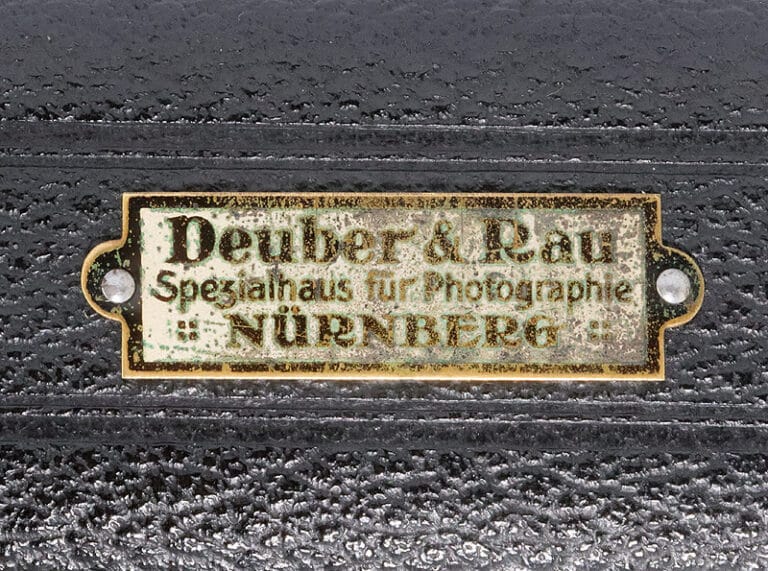 Deuber & Rau
Spezialhaus für Photographie
:: NÜRNBERG ::